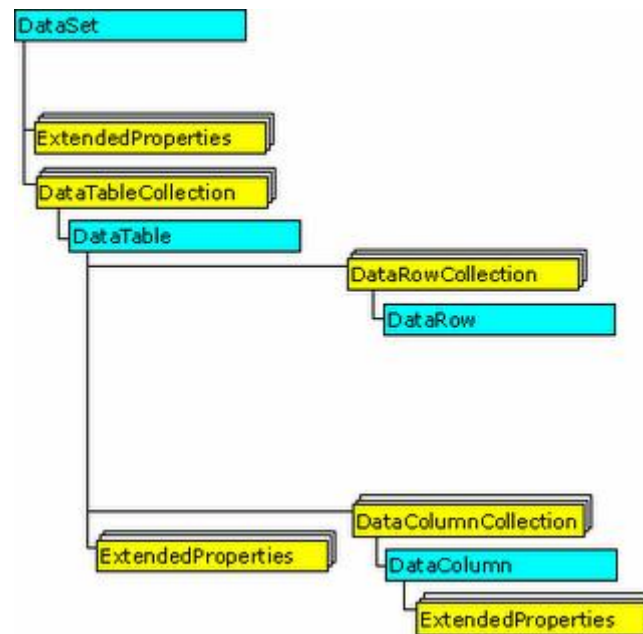 DataSet
ExtendedProperties
DataTableCollection
DataTable
DataRowCollection
DataRow
DataColumnCollection
ExtendedProperties
DataColumn
ExtendedProperties